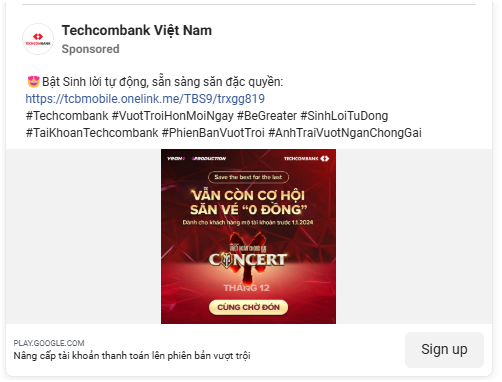 Techcombank Việt Nam
Sponsored
TECHCOMBANK
😍Bật Sinh lời tự động, sẵn sàng săn đặc quyền:
https://tcbmobile.onelink.me/TBS9/trxgg819
#Techcombank #VuotTroiHonMoiNgay #BeGreater #SinhLoiTuDong
#TaiKhoanTechcombank #PhienBanVuotTroi #AnhTraiVuotNganChongGai
TECHCOMBANK
Save the best for the last
VẪN CÒN CƠ HỘI
SĂN VÉ “0 ĐỒNG”
Dành cho khách hàng mở tài khoản trước 1.1.2024
CONCERT
THÁNG 12
CÙNG CHỜ ĐÓN
PLAY.GOOGLE.COM
Nâng cấp tài khoản thanh toán lên phiên bản vượt trội
Sign up